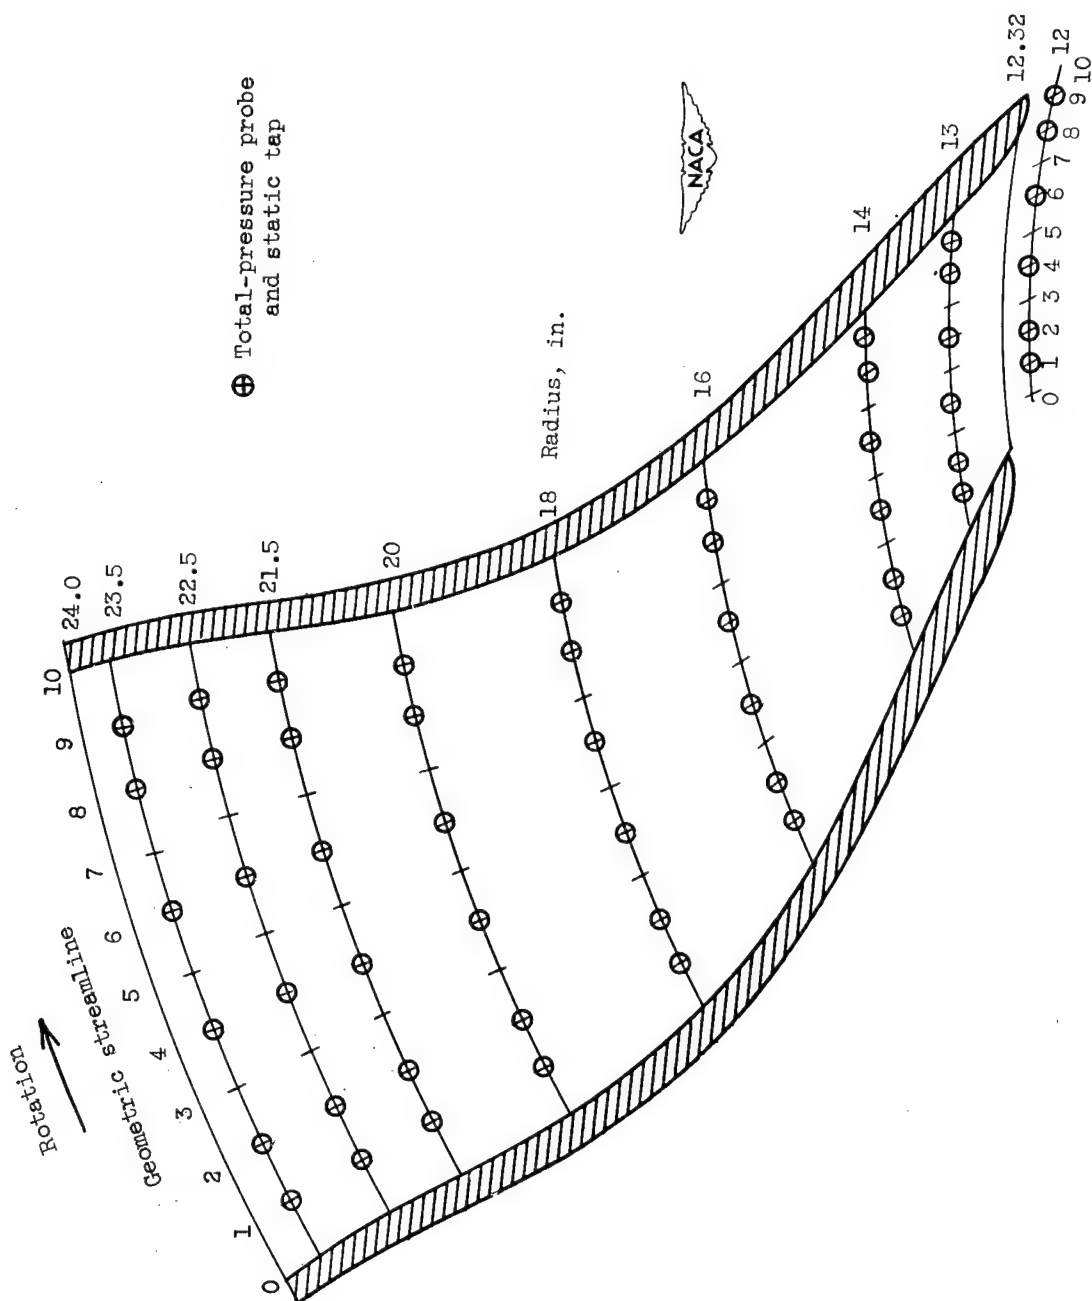 Rotation
Geometric streamline
0 1 2 3 4 5 6 7 8 9 10
24.0
23.5
22.5
21.5
20
18 Radius, in.
16
14
13
12.32
12
0 1 2 3 4 5 6 7 8 9 10
Total-pressure probe
and static tap
NACA